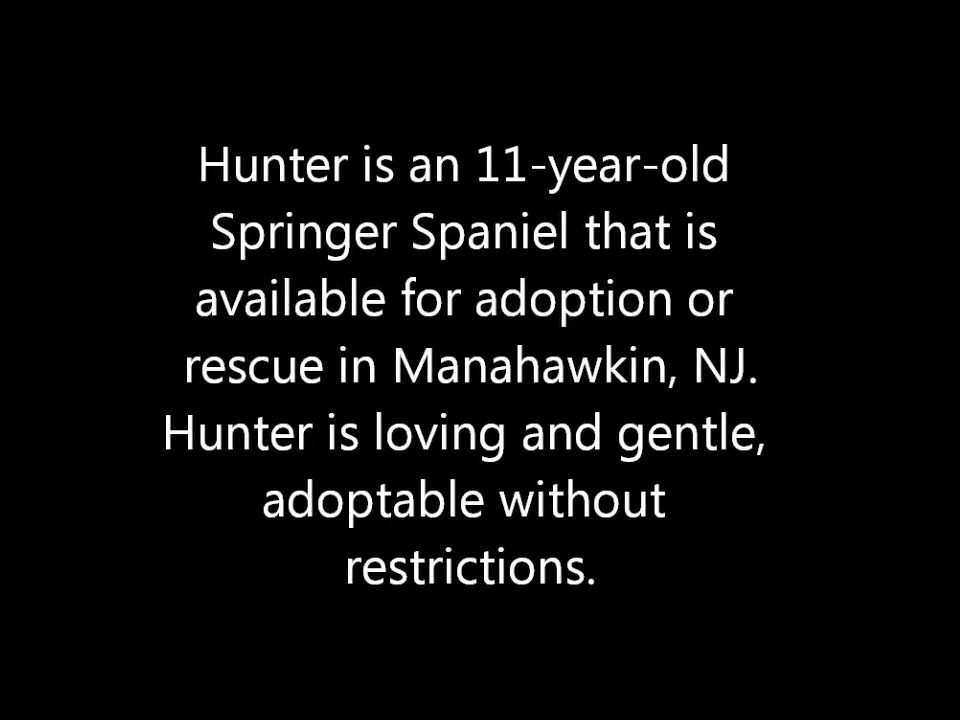 Hunter is an 11-year-old
Springer Spaniel that is
available for adoption or
rescue in Manahawkin, NJ.
Hunter is loving and gentle,
adoptable without
restrictions.